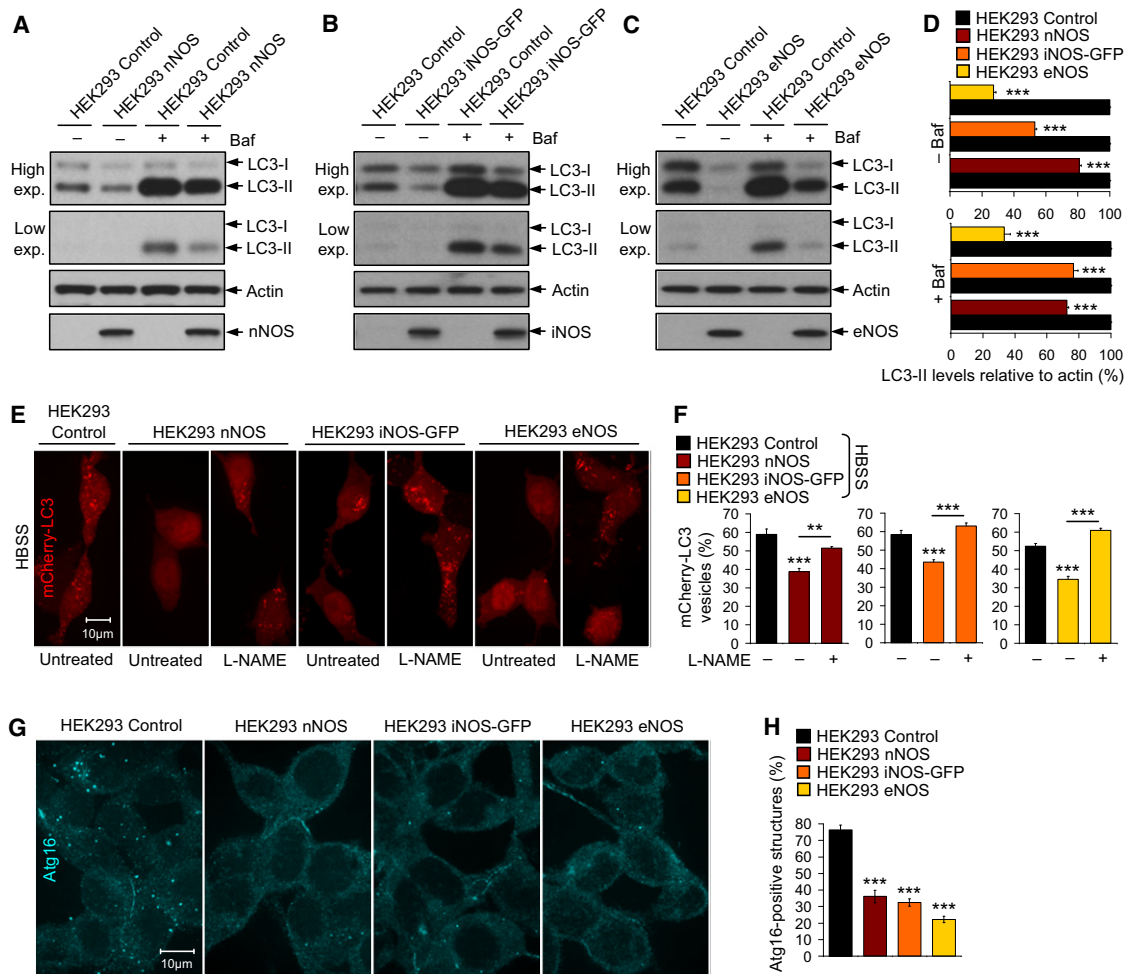 A
HEK293 Control
HEK293 nNOS
HEK293 Control
HEK293 nNOS
– – + + Baf
High exp.
LC3-I
LC3-II
Low exp.
LC3-I
LC3-II
Actin
nNOS
B
HEK293 Control
HEK293 iNOS-GFP
HEK293 Control
HEK293 iNOS-GFP
– – + + Baf
High exp.
LC3-I
LC3-II
Low exp.
LC3-I
LC3-II
Actin
iNOS
C
HEK293 Control
HEK293 eNOS
HEK293 Control
HEK293 eNOS
– – + + Baf
High exp.
LC3-I
LC3-II
Low exp.
LC3-I
LC3-II
Actin
eNOS
D
HEK293 Control
HEK293 nNOS
HEK293 iNOS-GFP
HEK293 eNOS
***
***
***
– Baf
0 20 40 60 80 100
***
***
***
+ Baf
0 20 40 60 80 100
LC3-II levels relative to actin (%)
E
HEK293 Control
HEK293 nNOS
HEK293 iNOS-GFP
HEK293 eNOS
HBSS
mCherry-LC3
10µm
Untreated Untreated L-NAME Untreated L-NAME Untreated L-NAME
F
HEK293 Control
HEK293 nNOS
HEK293 iNOS-GFP
HEK293 eNOS
HBSS
mCherry-LC3 vesicles (%)
70
60
50
40
30
20
10
0
***
**
70
60
50
40
30
20
10
0
***
***
70
60
50
40
30
20
10
0
***
***
L-NAME – – + – – + – – +
G
HEK293 Control HEK293 nNOS HEK293 iNOS-GFP HEK293 eNOS
Atg16
10µm
H
HEK293 Control
HEK293 nNOS
HEK293 iNOS-GFP
HEK293 eNOS
Atg16-positive structures (%)
80
70
60
50
40
30
20
10
0
***
***
***